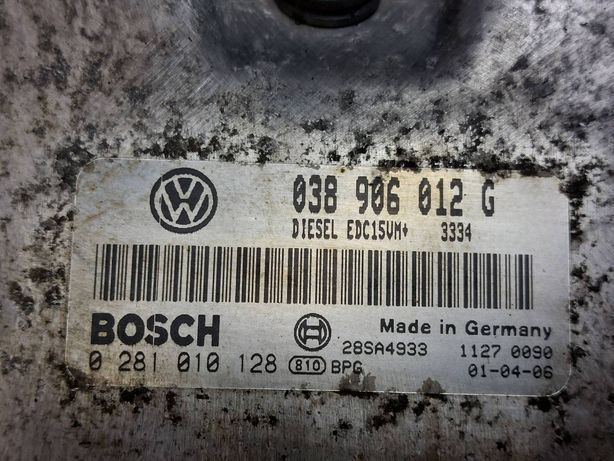 VW 038 906 012 G
DIESEL EDC15VM+ 3334
BOSCH Made in Germany
28SA4933 1127 0090
0 281 010 128 810 BPG 01-04-06